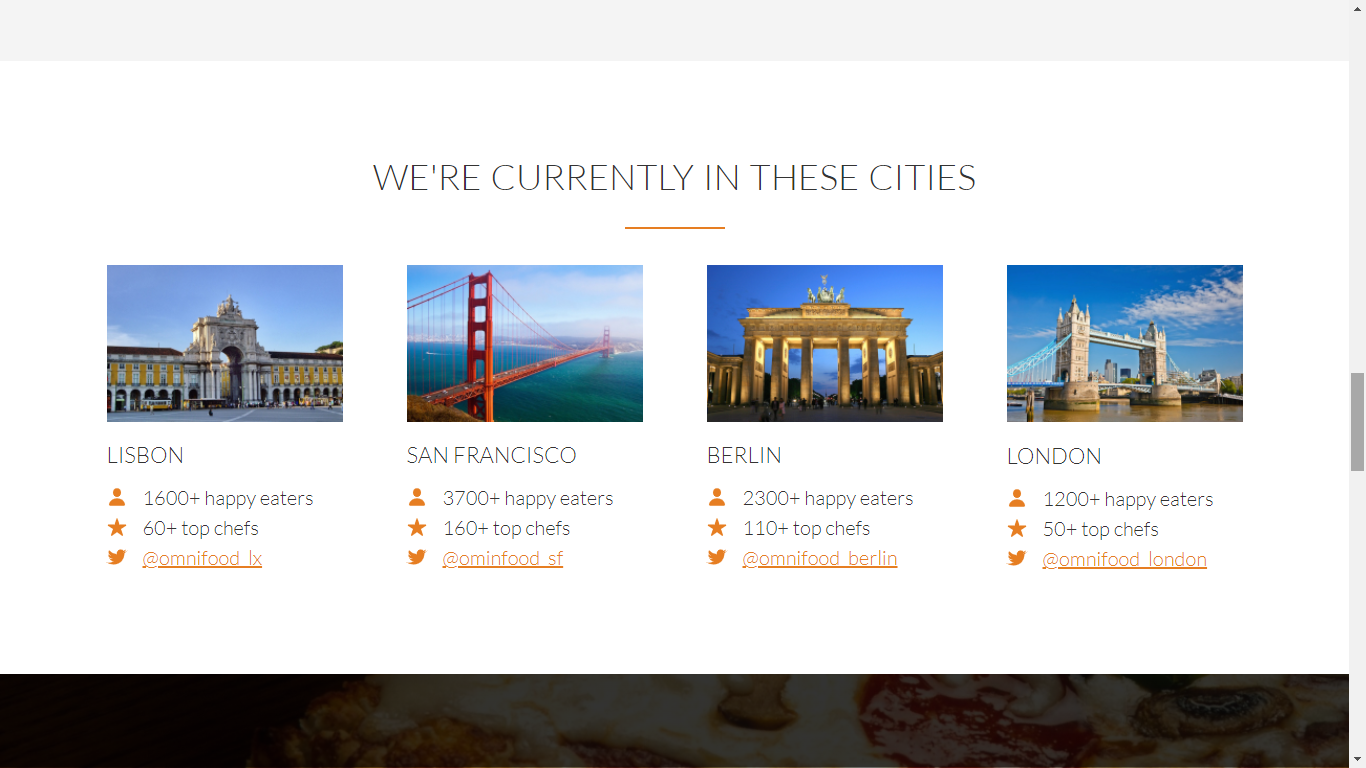 WE'RE CURRENTLY IN THESE CITIES
LISBON
1600+ happy eaters
60+ top chefs
@omnifood_lx
SAN FRANCISCO
3700+ happy eaters
160+ top chefs
@ominfood_sf
BERLIN
2300+ happy eaters
110+ top chefs
@omnifood_berlin
LONDON
1200+ happy eaters
50+ top chefs
@omnifood_london